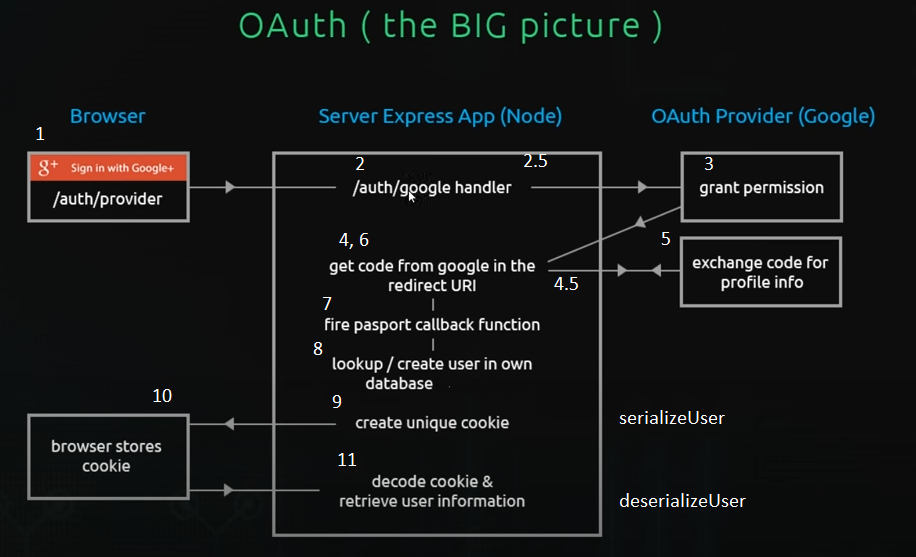 OAuth ( the BIG picture )
Browser
Server Express App (Node)
OAuth Provider (Google)
1
2
2.5
3
g+ Sign in with Google+
/auth/provider
/auth/google handler
grant permission
4, 6
5
get code from google in the
redirect URI
4.5
exchange code for
profile info
7
fire pasport callback function
8
lookup / create user in own
database
9
10
create unique cookie
serializeUser
browser stores
cookie
11
decode cookie &
retrieve user information
deserializeUser